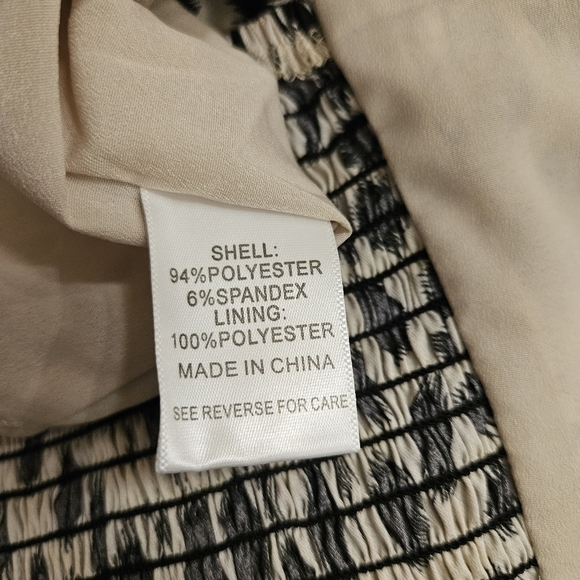 SHELL:
94%POLYESTER
6%SPANDEX
LINING:
100%POLYESTER
MADE IN CHINA
SEE REVERSE FOR CARE